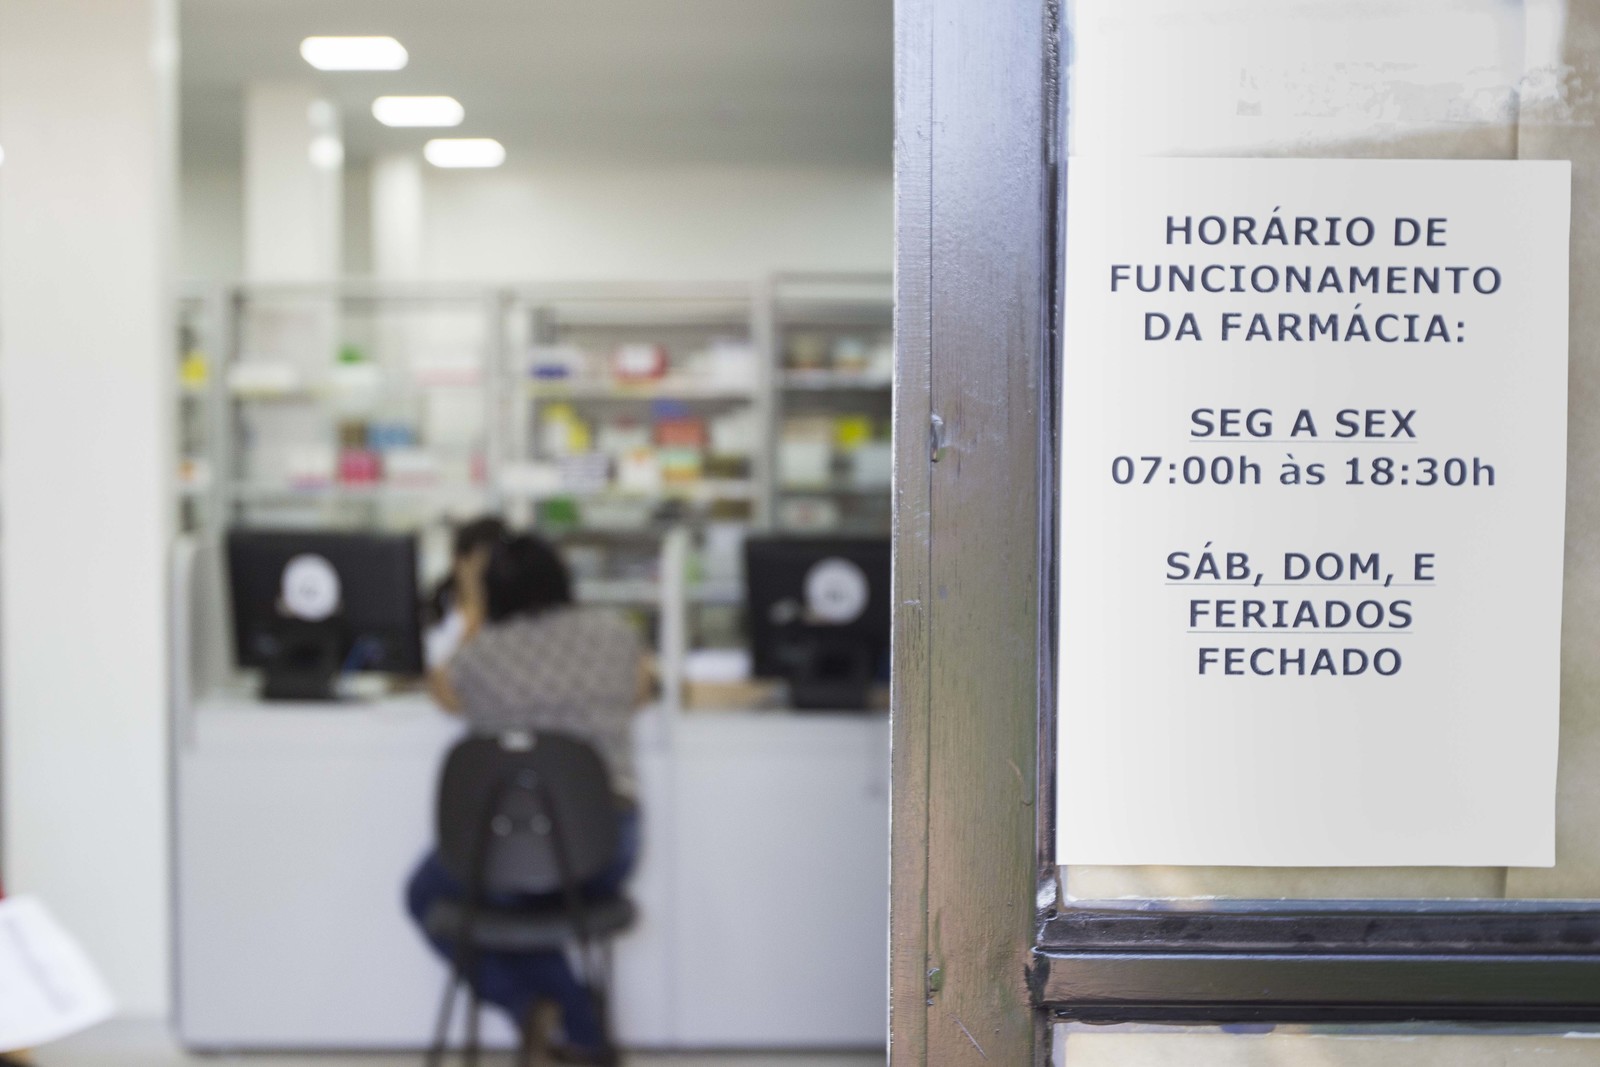 HORÁRIO DE
FUNCIONAMENTO
DA FARMÁCIA:
SEG A SEX
07:00h às 18:30h
SÁB, DOM, E
FERIADOS
FECHADO